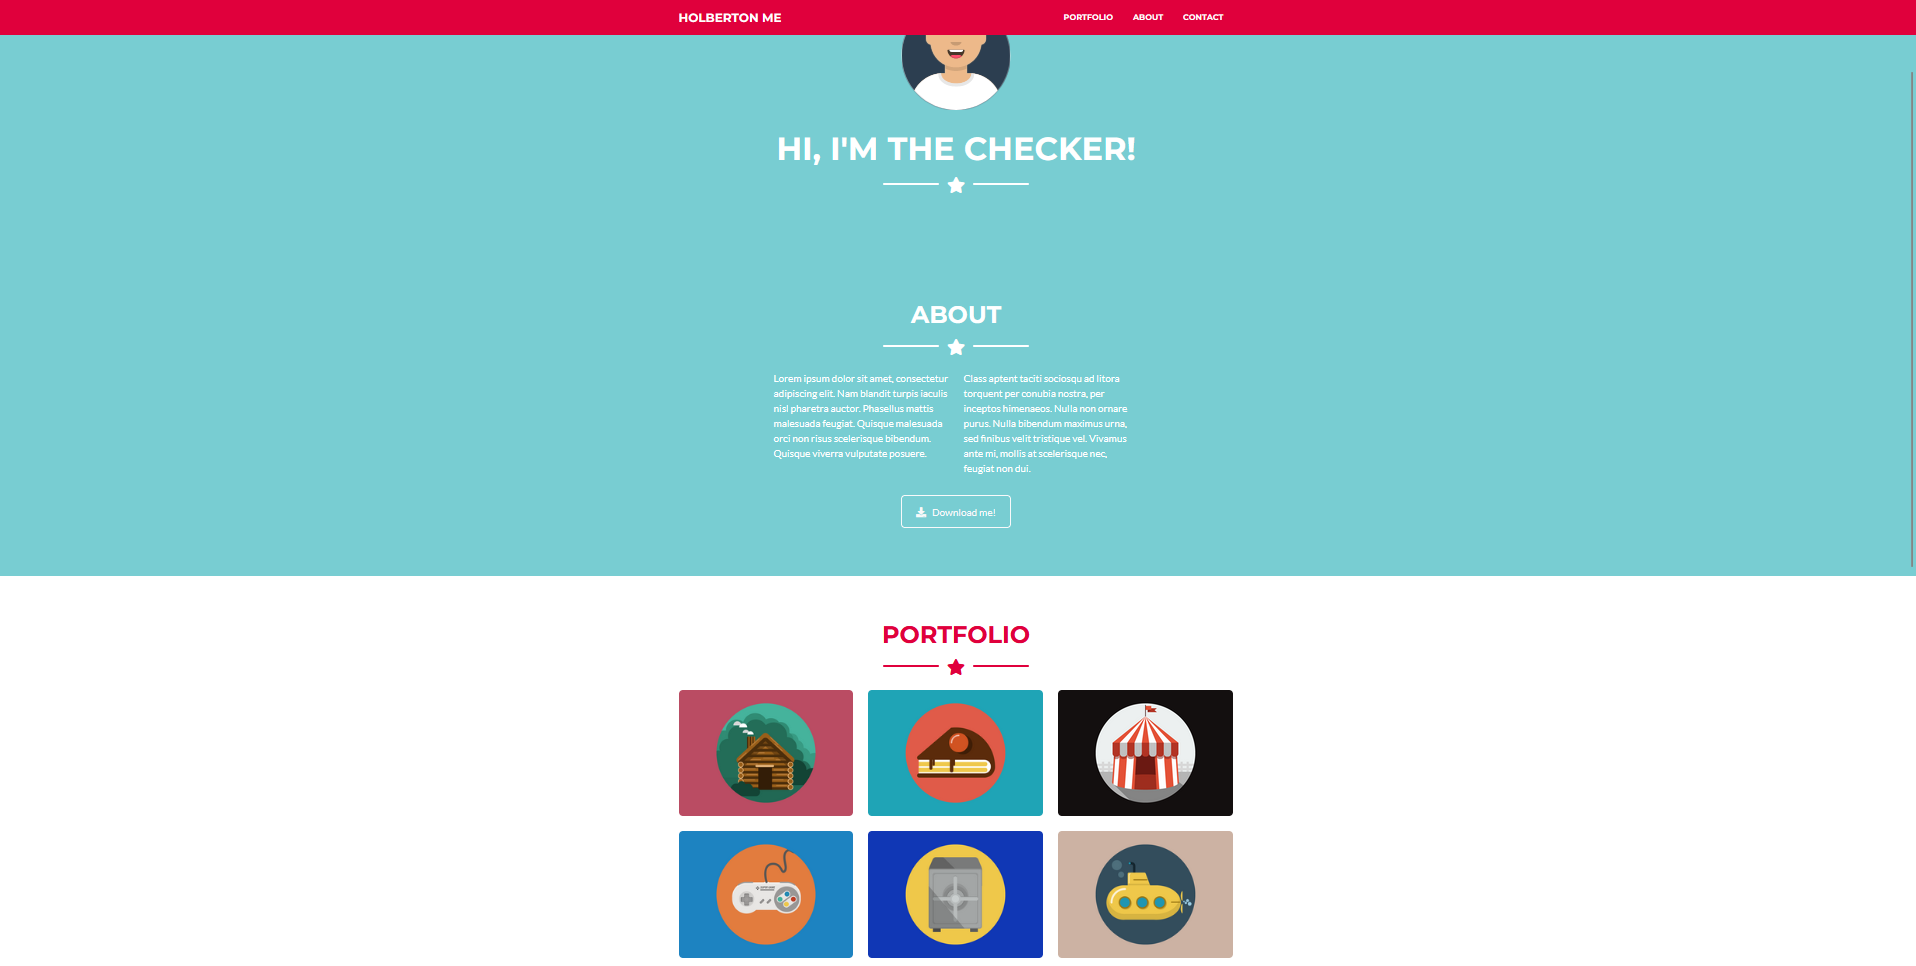 HOLBERTON ME
PORTFOLIO ABOUT CONTACT
HI, I'M THE CHECKER!
ABOUT
Lorem ipsum dolor sit amet, consectetur
adipiscing elit. Nam blandit turpis iaculis
nisl pharetra auctor. Phasellus mattis
malesuada feugiat. Quisque malesuada
orci non risus scelerisque bibendum.
Quisque viverra vulputate posuere.
Class aptent taciti sociosqu ad litora
torquent per conubia nostra, per
inceptos himenaeos. Nulla non ornare
purus. Nulla bibendum maximus urna,
sed finibus velit tristique vel. Vivamus
ante mi, mollis at scelerisque nec,
feugiat non dui.
Download me!
PORTFOLIO